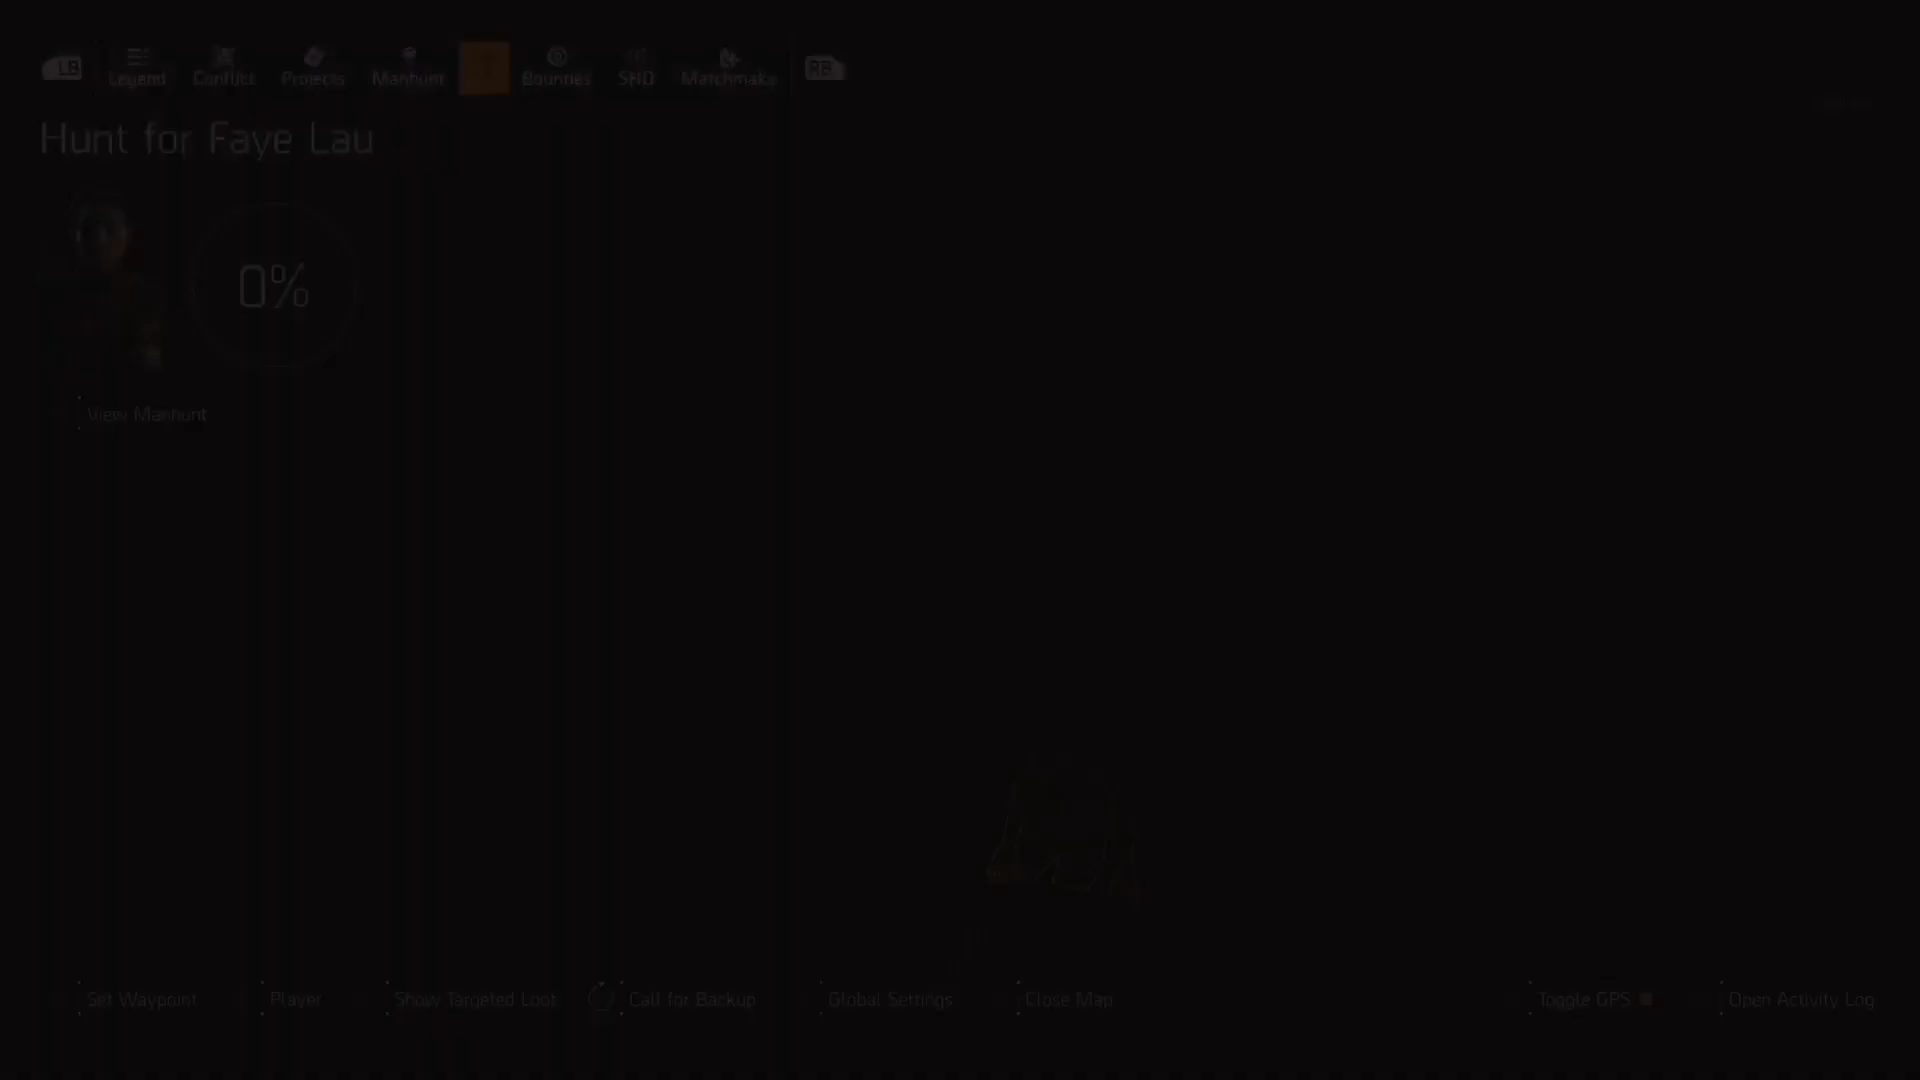 LB Legend Conflict Projects Manhunt Bounties SHD Matchmake RB
Hunt for Faye Lau
0%
View Manhunt
Set Waypoint Player Show Targeted Loot Call for Backup Global Settings Close Map Toggle GPS Open Activity Log